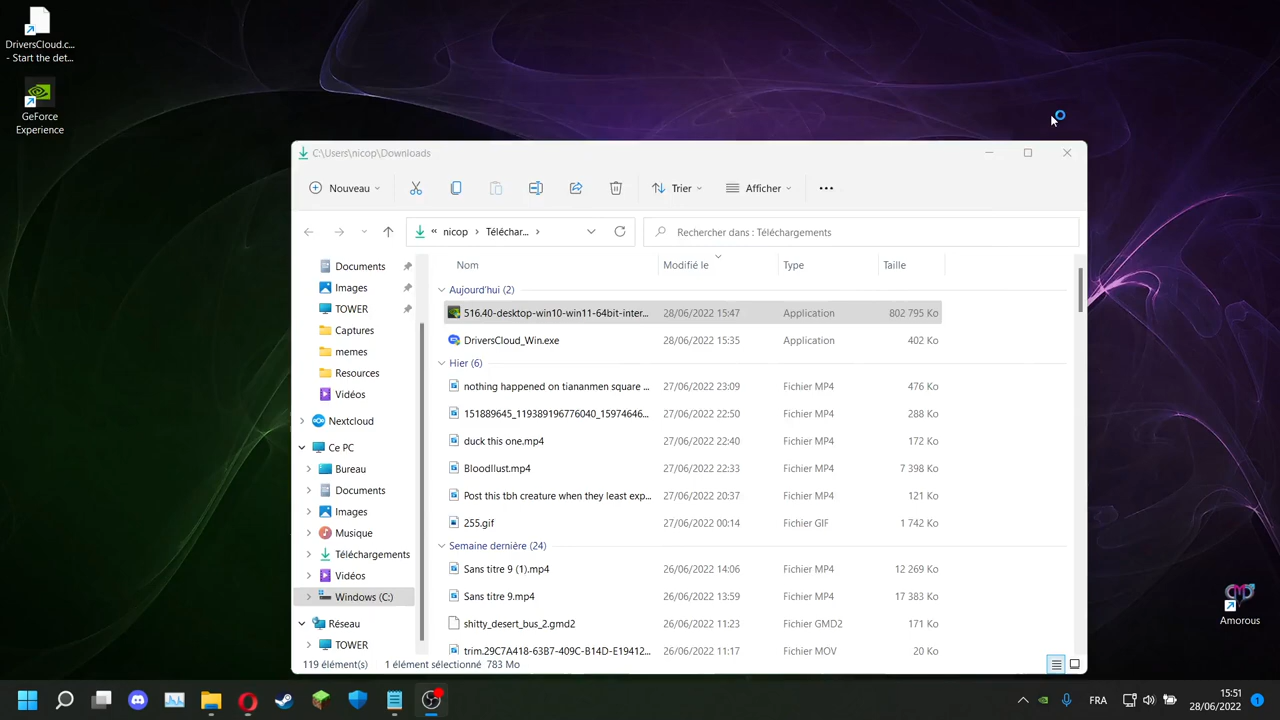 DriversCloud.c...
- Start the det...
GeForce
Experience
C:\Users\nicop\Downloads
Nouveau
Trier
Afficher
« nicop > Téléchar... >
Rechercher dans : Téléchargements
Documents
Images
TOWER
Captures
memes
Resources
Vidéos
Nextcloud
Ce PC
Bureau
Documents
Images
Musique
Téléchargements
Vidéos
Windows (C:)
Réseau
TOWER
Nom Modifié le Type Taille
Aujourd'hui (2)
516.40-desktop-win10-win11-64bit-inter... 28/06/2022 15:47 Application 802 795 Ko
DriversCloud_Win.exe 28/06/2022 15:35 Application 402 Ko
Hier (6)
nothing happened on tiananmen square ... 27/06/2022 23:09 Fichier MP4 476 Ko
151889645_119389196776040_15974646... 27/06/2022 22:50 Fichier MP4 288 Ko
duck this one.mp4 27/06/2022 22:40 Fichier MP4 172 Ko
Bloodllust.mp4 27/06/2022 22:33 Fichier MP4 7 398 Ko
Post this tbh creature when they least exp... 27/06/2022 20:37 Fichier MP4 121 Ko
255.gif 27/06/2022 00:14 Fichier GIF 1 742 Ko
Semaine dernière (24)
Sans titre 9 (1).mp4 26/06/2022 14:06 Fichier MP4 12 269 Ko
Sans titre 9.mp4 26/06/2022 13:59 Fichier MP4 17 383 Ko
shitty_desert_bus_2.gmd2 26/06/2022 11:23 Fichier GMD2 171 Ko
trim.29C7A418-63B7-409C-B14D-E19412... 26/06/2022 11:17 Fichier MOV 20 Ko
119 élément(s) 1 élément sélectionné 783 Mo
Amorous
FRA
15:51
28/06/2022
1